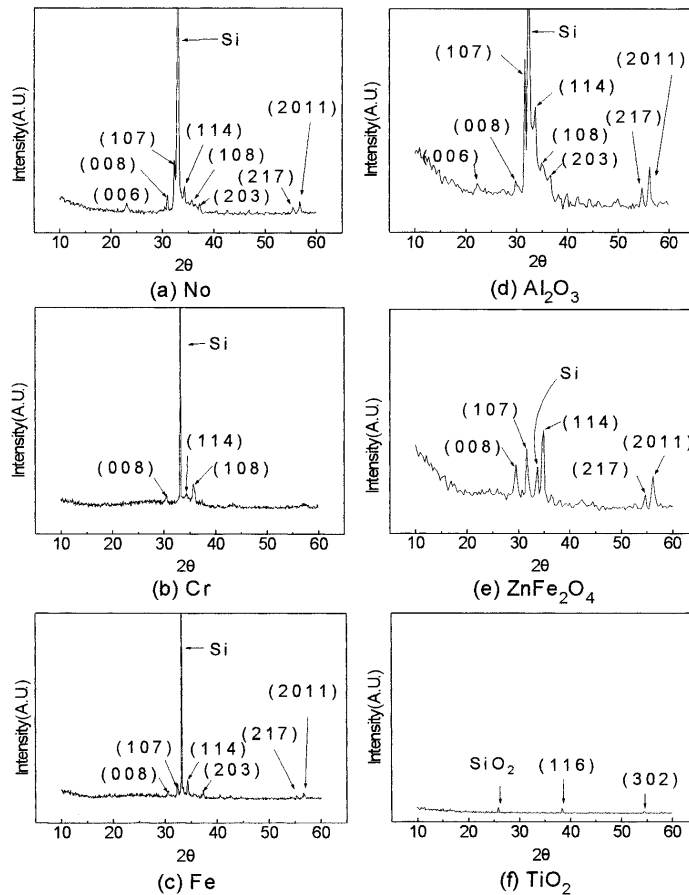 Intensity(A.U.)
Si
(107)
(114)
(008)
(108)
(006)
(203)
(217)
(2011)
10 20 30 40 50 60
2θ
(a) No
Intensity(A.U.)
Si
(008)
(114)
(108)
10 20 30 40 50 60
2θ
(b) Cr
Intensity(A.U.)
Si
(107)
(114)
(008)
(203)
(217)
(2011)
10 20 30 40 50 60
2θ
(c) Fe
Intensity(A.U.)
Si
(107)
(114)
(008)
(108)
(006)
(203)
(217)
(2011)
10 20 30 40 50 60
2θ
(d) Al₂O₃
Intensity(A.U.)
Si
(107)
(114)
(008)
(217)
(2011)
10 20 30 40 50 60
2θ
(e) ZnFe₂O₄
Intensity(A.U.)
SiO₂
(116)
(302)
10 20 30 40 50 60
2θ
(f) TiO₂